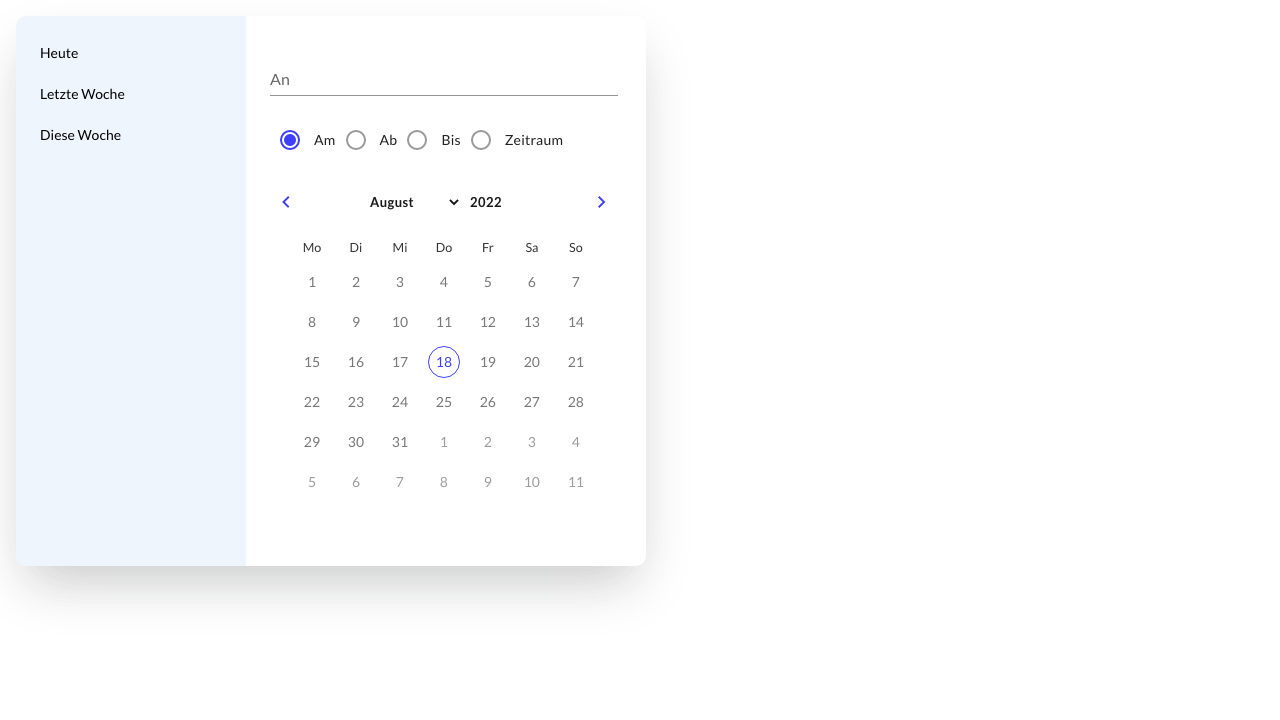 Heute
Letzte Woche
Diese Woche
An
Am Ab Bis Zeitraum
August 2022
Mo Di Mi Do Fr Sa So
1 2 3 4 5 6 7
8 9 10 11 12 13 14
15 16 17 18 19 20 21
22 23 24 25 26 27 28
29 30 31 1 2 3 4
5 6 7 8 9 10 11